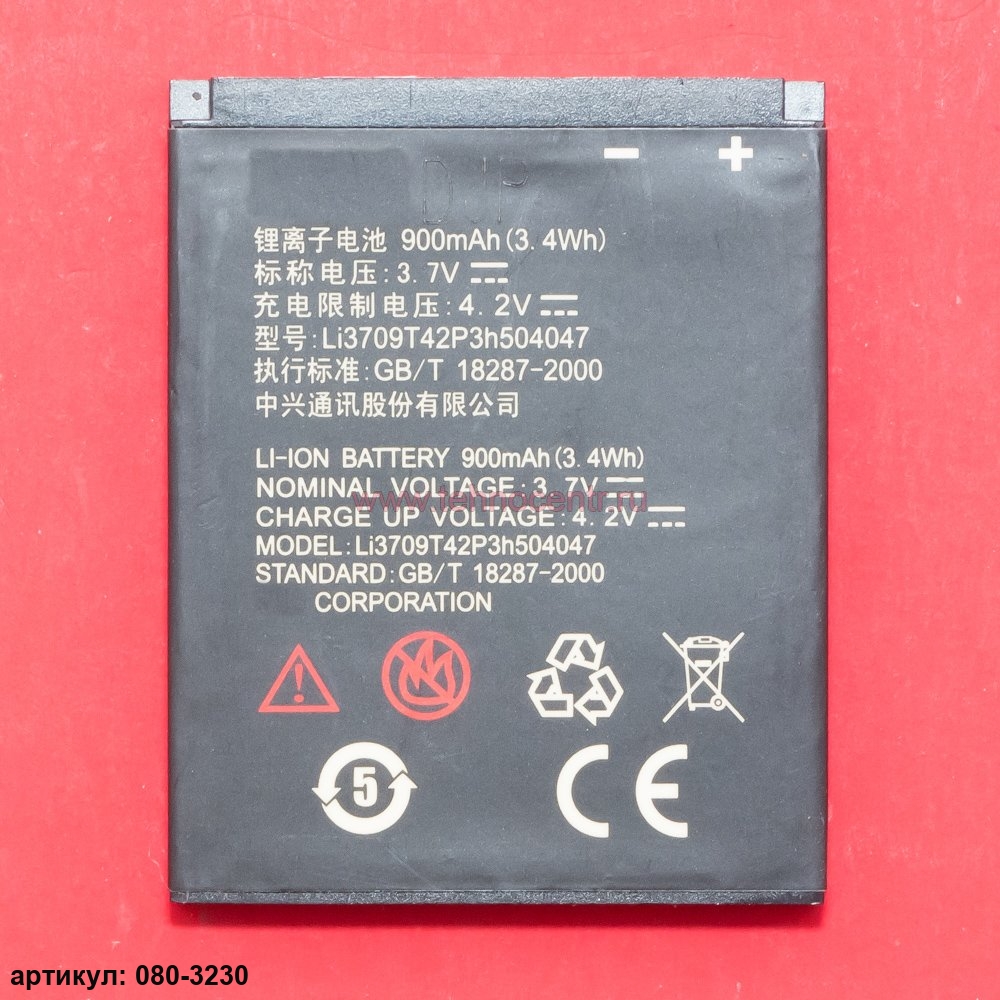 - +
锂离子电池 900mAh(3.4Wh)
标称电压:3.7V
充电限制电压:4.2V
型号:Li3709T42P3h504047
执行标准:GB/T 18287-2000
中兴通讯股份有限公司
LI-ION BATTERY 900mAh(3.4Wh)
NOMINAL VOLTAGE:3.7V
www.tehnocentr.ru
CHARGE UP VOLTAGE:4.2V
MODEL:Li3709T42P3h504047
STANDARD:GB/T 18287-2000
CORPORATION
5 CE
артикул: 080-3230